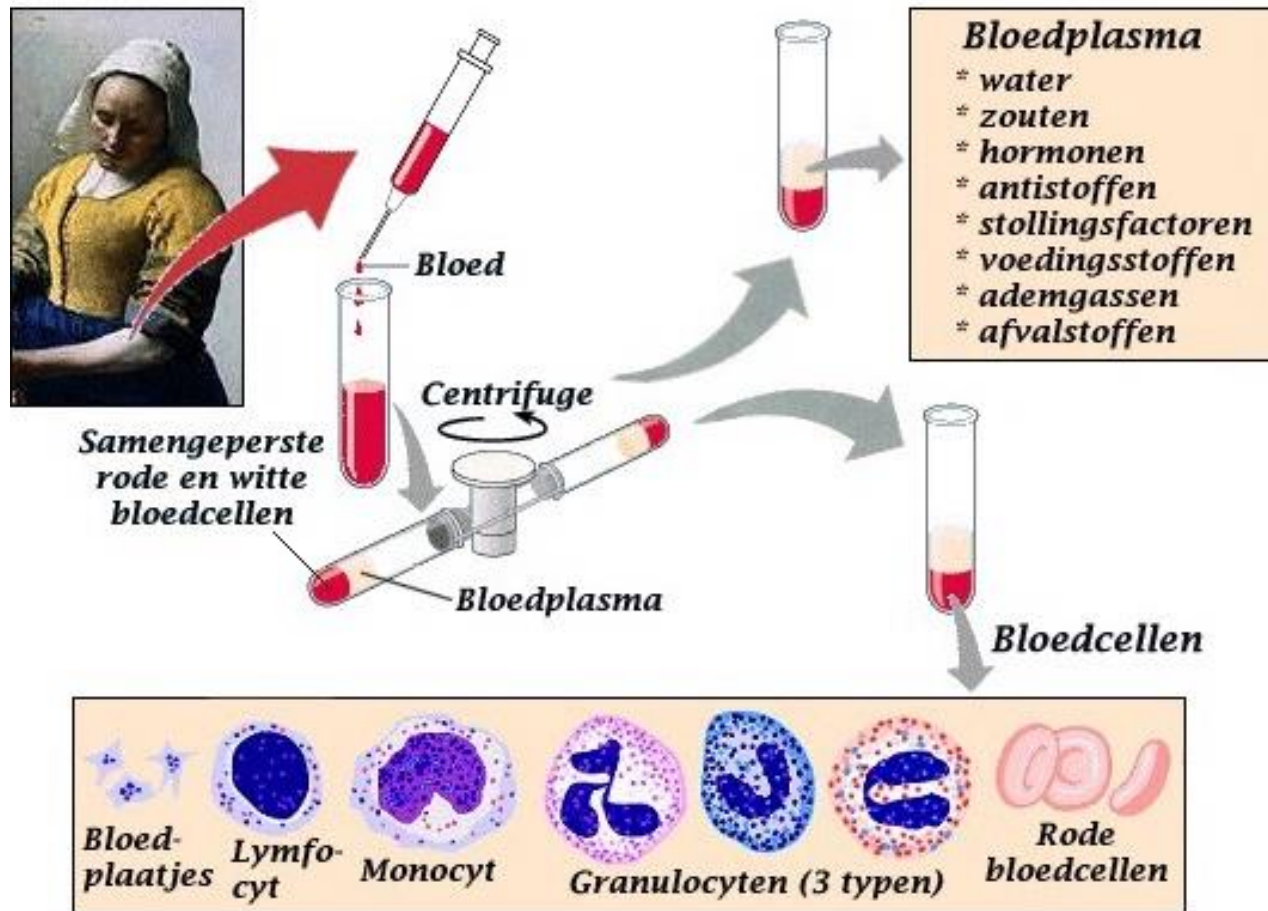 Bloedplasma
* water
* zouten
* hormonen
* antistoffen
* stollingsfactoren
* voedingsstoffen
* ademgassen
* afvalstoffen
Bloed
Centrifuge
Samengeperste
rode en witte
bloedcellen
Bloedplasma
Bloedcellen
Bloed-
plaatjes
Lymfo-
cyt
Monocyt
Granulocyten (3 typen)
Rode
bloedcellen